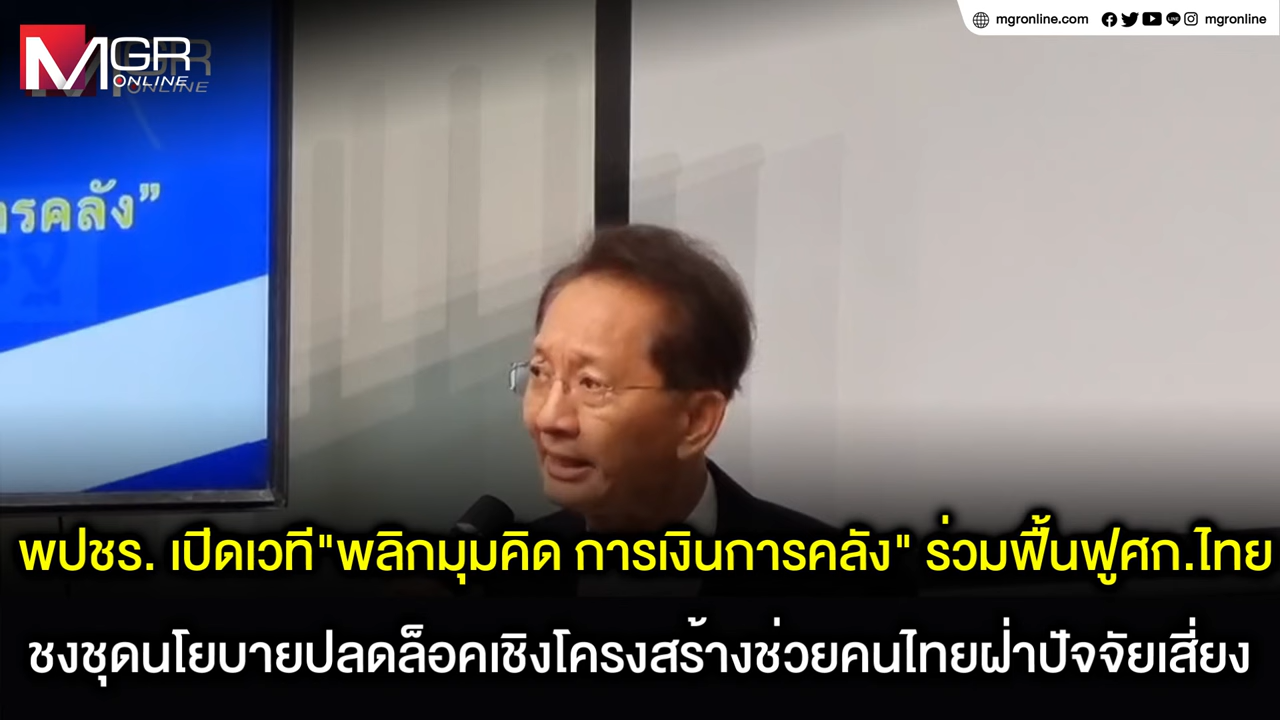 mgronline.com mgronline
MGR
ONLINE
ารคลัง”
พปชร. เปิดเวที"พลิกมุมคิด การเงินการคลัง" ร่วมฟื้นฟูศก.ไทย
ชงชุดนโยบายปลดล็อคเชิงโครงสร้างช่วยคนไทยฝ่าปัจจัยเสี่ยง